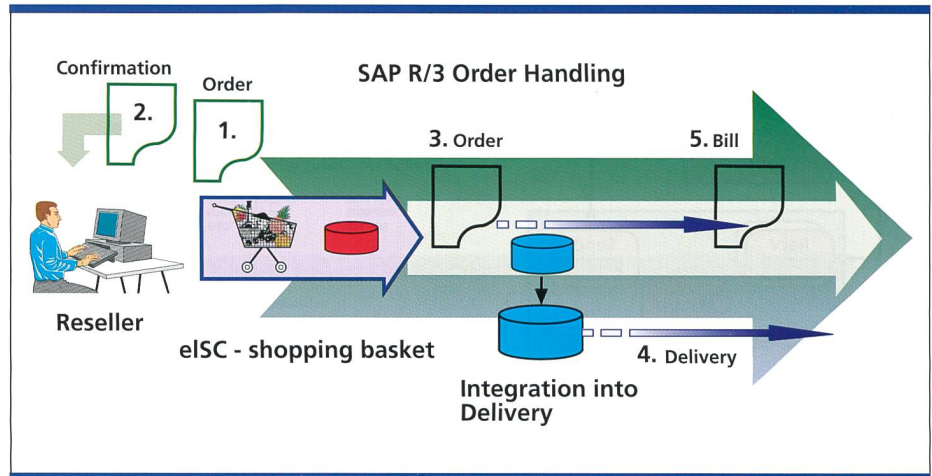 SAP R/3 Order Handling
Confirmation
Order
2.
1.
3. Order
5. Bill
Reseller
elSC - shopping basket
4. Delivery
Integration into
Delivery